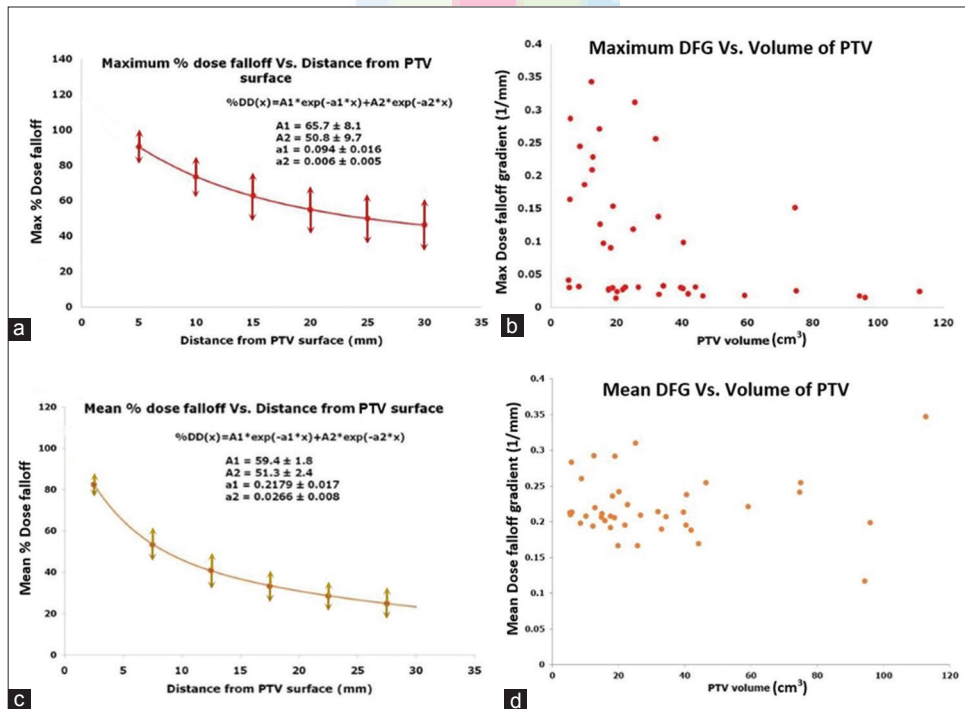 Maximum % dose falloff Vs. Distance from PTV
surface
%DD(x)=A1*exp(-a1*x)+A2*exp(-a2*x)
A1 = 65.7 ± 8.1
A2 = 50.8 ± 9.7
a1 = 0.094 ± 0.016
a2 = 0.006 ± 0.005
Max % Dose falloff
140
120
100
80
60
40
20
0
0 5 10 15 20 25 30 35
Distance from PTV surface (mm)
a
Maximum DFG Vs. Volume of PTV
Max Dose falloff gradient (1/mm)
0.4
0.35
0.3
0.25
0.2
0.15
0.1
0.05
0
0 20 40 60 80 100 120
PTV volume (cm³)
b
Mean % dose falloff Vs. Distance from PTV surface
%DD(x)=A1*exp(-a1*x)+A2*exp(-a2*x)
A1 = 59.4 ± 1.8
A2 = 51.3 ± 2.4
a1 = 0.2179 ± 0.017
a2 = 0.0266 ± 0.008
Mean % Dose falloff
120
100
80
60
40
20
0
0 5 10 15 20 25 30 35
Distance from PTV surface (mm)
c
Mean DFG Vs. Volume of PTV
Mean Dose falloff gradient (1/mm)
0.4
0.35
0.3
0.25
0.2
0.15
0.1
0.05
0
0 20 40 60 80 100 120
PTV volume (cm³)
d